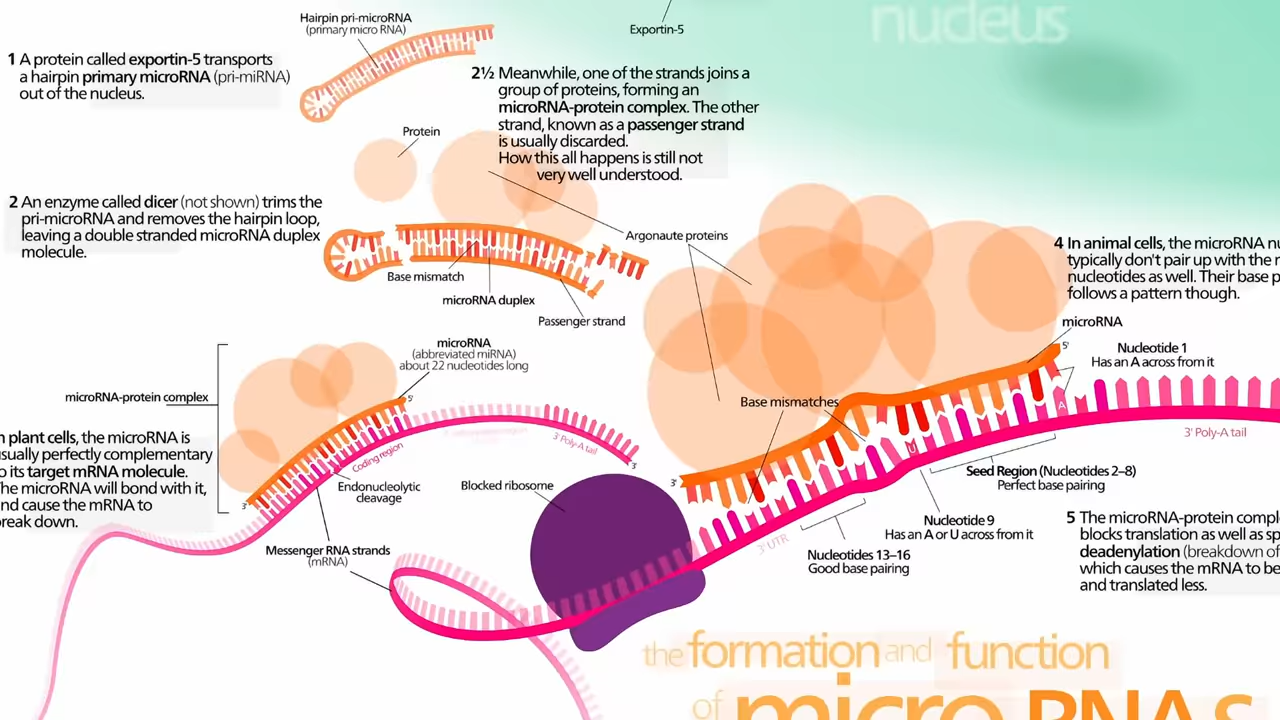 nucleus
Hairpin pri-microRNA
(primary micro RNA)
Exportin-5
1 A protein called exportin-5 transports
a hairpin primary microRNA (pri-miRNA)
out of the nucleus.
2½ Meanwhile, one of the strands joins a
group of proteins, forming an
microRNA-protein complex. The other
strand, known as a passenger strand
is usually discarded.
How this all happens is still not
very well understood.
Protein
2 An enzyme called dicer (not shown) trims the
pri-microRNA and removes the hairpin loop,
leaving a double stranded microRNA duplex
molecule.
Argonaute proteins
Base mismatch
microRNA duplex
Passenger strand
4 In animal cells, the microRNA nu
typically don't pair up with the
nucleotides as well. Their base p
follows a pattern though.
microRNA
5'
Nucleotide 1
Has an A across from it
microRNA
(abbreviated miRNA)
about 22 nucleotides long
5'
microRNA-protein complex
Base mismatches
A
3' Poly-A tail
n plant cells, the microRNA is
usually perfectly complementary
o its target mRNA molecule.
The microRNA will bond with it,
nd cause the mRNA to
break down.
Coding region
3' Poly-A tail
3'
3'
3'
U
Endonucleolytic
cleavage
Blocked ribosome
Seed Region (Nucleotides 2–8)
Perfect base pairing
Nucleotide 9
Has an A or U across from it
3' UTR
Nucleotides 13–16
Good base pairing
Messenger RNA strands
(mRNA)
5 The microRNA-protein compl
blocks translation as well as sp
deadenylation (breakdown of
which causes the mRNA to be
and translated less.
the formation and function
of micro RNAs